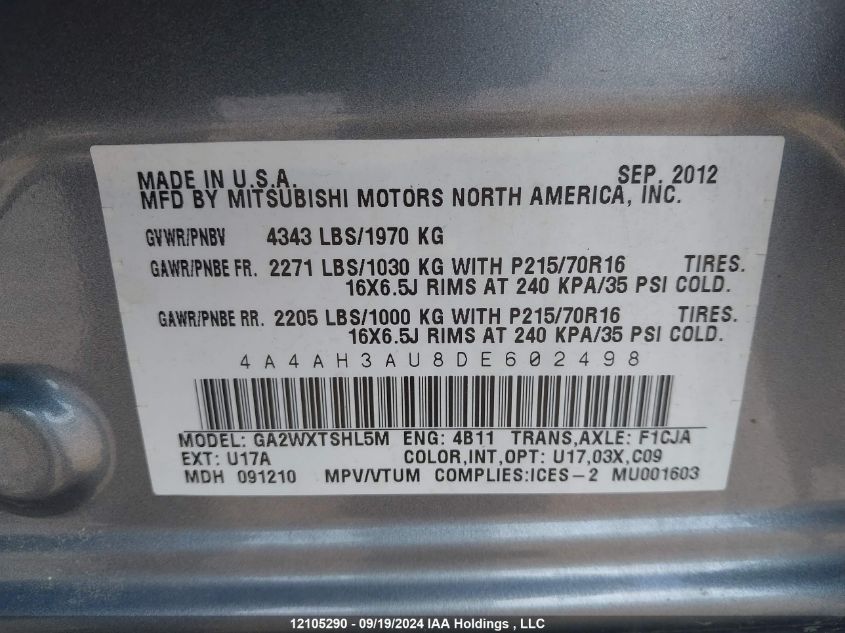 MADE IN U.S.A. SEP. 2012
MFD BY MITSUBISHI MOTORS NORTH AMERICA, INC.
GVWR/PNBV 4343 LBS/1970 KG
GAWR/PNBE FR. 2271 LBS/1030 KG WITH P215/70R16 TIRES.
16X6.5J RIMS AT 240 KPA/35 PSI COLD.
GAWR/PNBE RR. 2205 LBS/1000 KG WITH P215/70R16 TIRES.
16X6.5J RIMS AT 240 KPA/35 PSI COLD.
4A4AH3AU8DE602498
MODEL: GA2WXTSHL5M ENG: 4B11 TRANS,AXLE: F1CJA
EXT: U17A COLOR,INT,OPT: U17,03X,C09
MDH 091210 MPV/VTUM COMPLIES:ICES-2 MU001603
12105290 - 09/19/2024 IAA Holdings , LLC